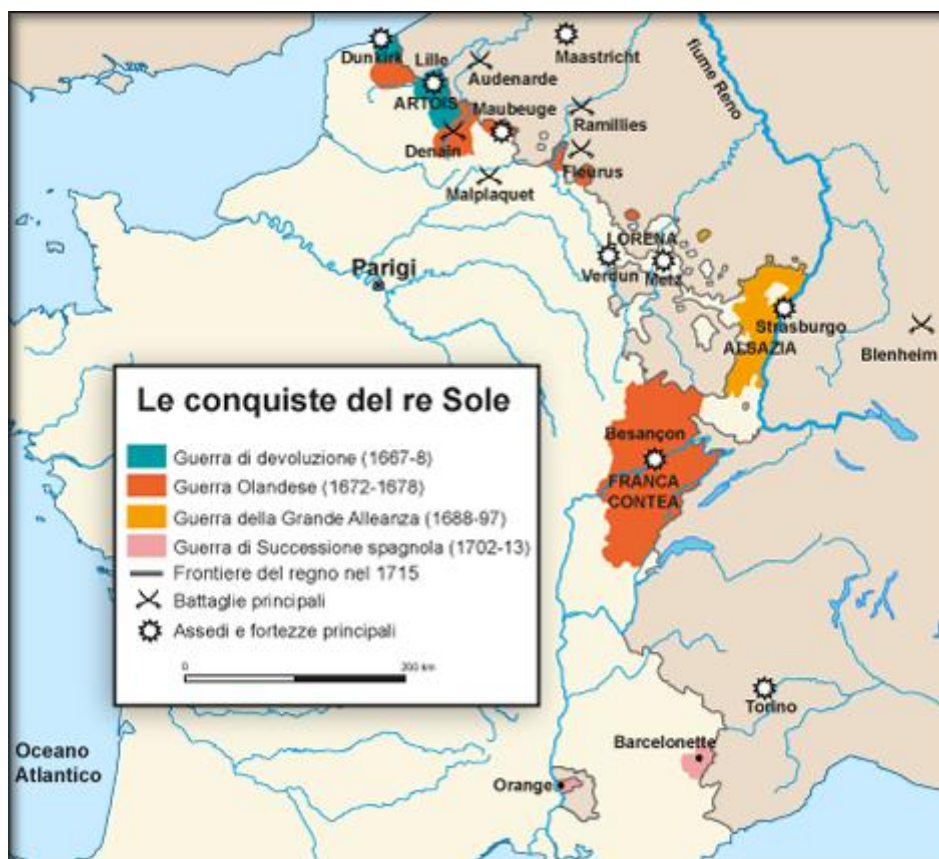 fiume Reno
Dunkirk
Lille
Maastricht
Audenarde
ARTOIS
Maubeuge
Ramillies
Denain
Fleurus
Malplaquet
LORENA
Verdun
Metz
Parigi
Strasburgo
ALSAZIA
Blenheim
Le conquiste del re Sole
Guerra di devoluzione (1667-8)
Guerra Olandese (1672-1678)
Guerra della Grande Alleanza (1688-97)
Guerra di Successione spagnola (1702-13)
Frontiere del regno nel 1715
Battaglie principali
Assedi e fortezze principali
0 200 km
Besançon
FRANCA
CONTEA
Torino
Barcelonette
Orange
Oceano
Atlantico